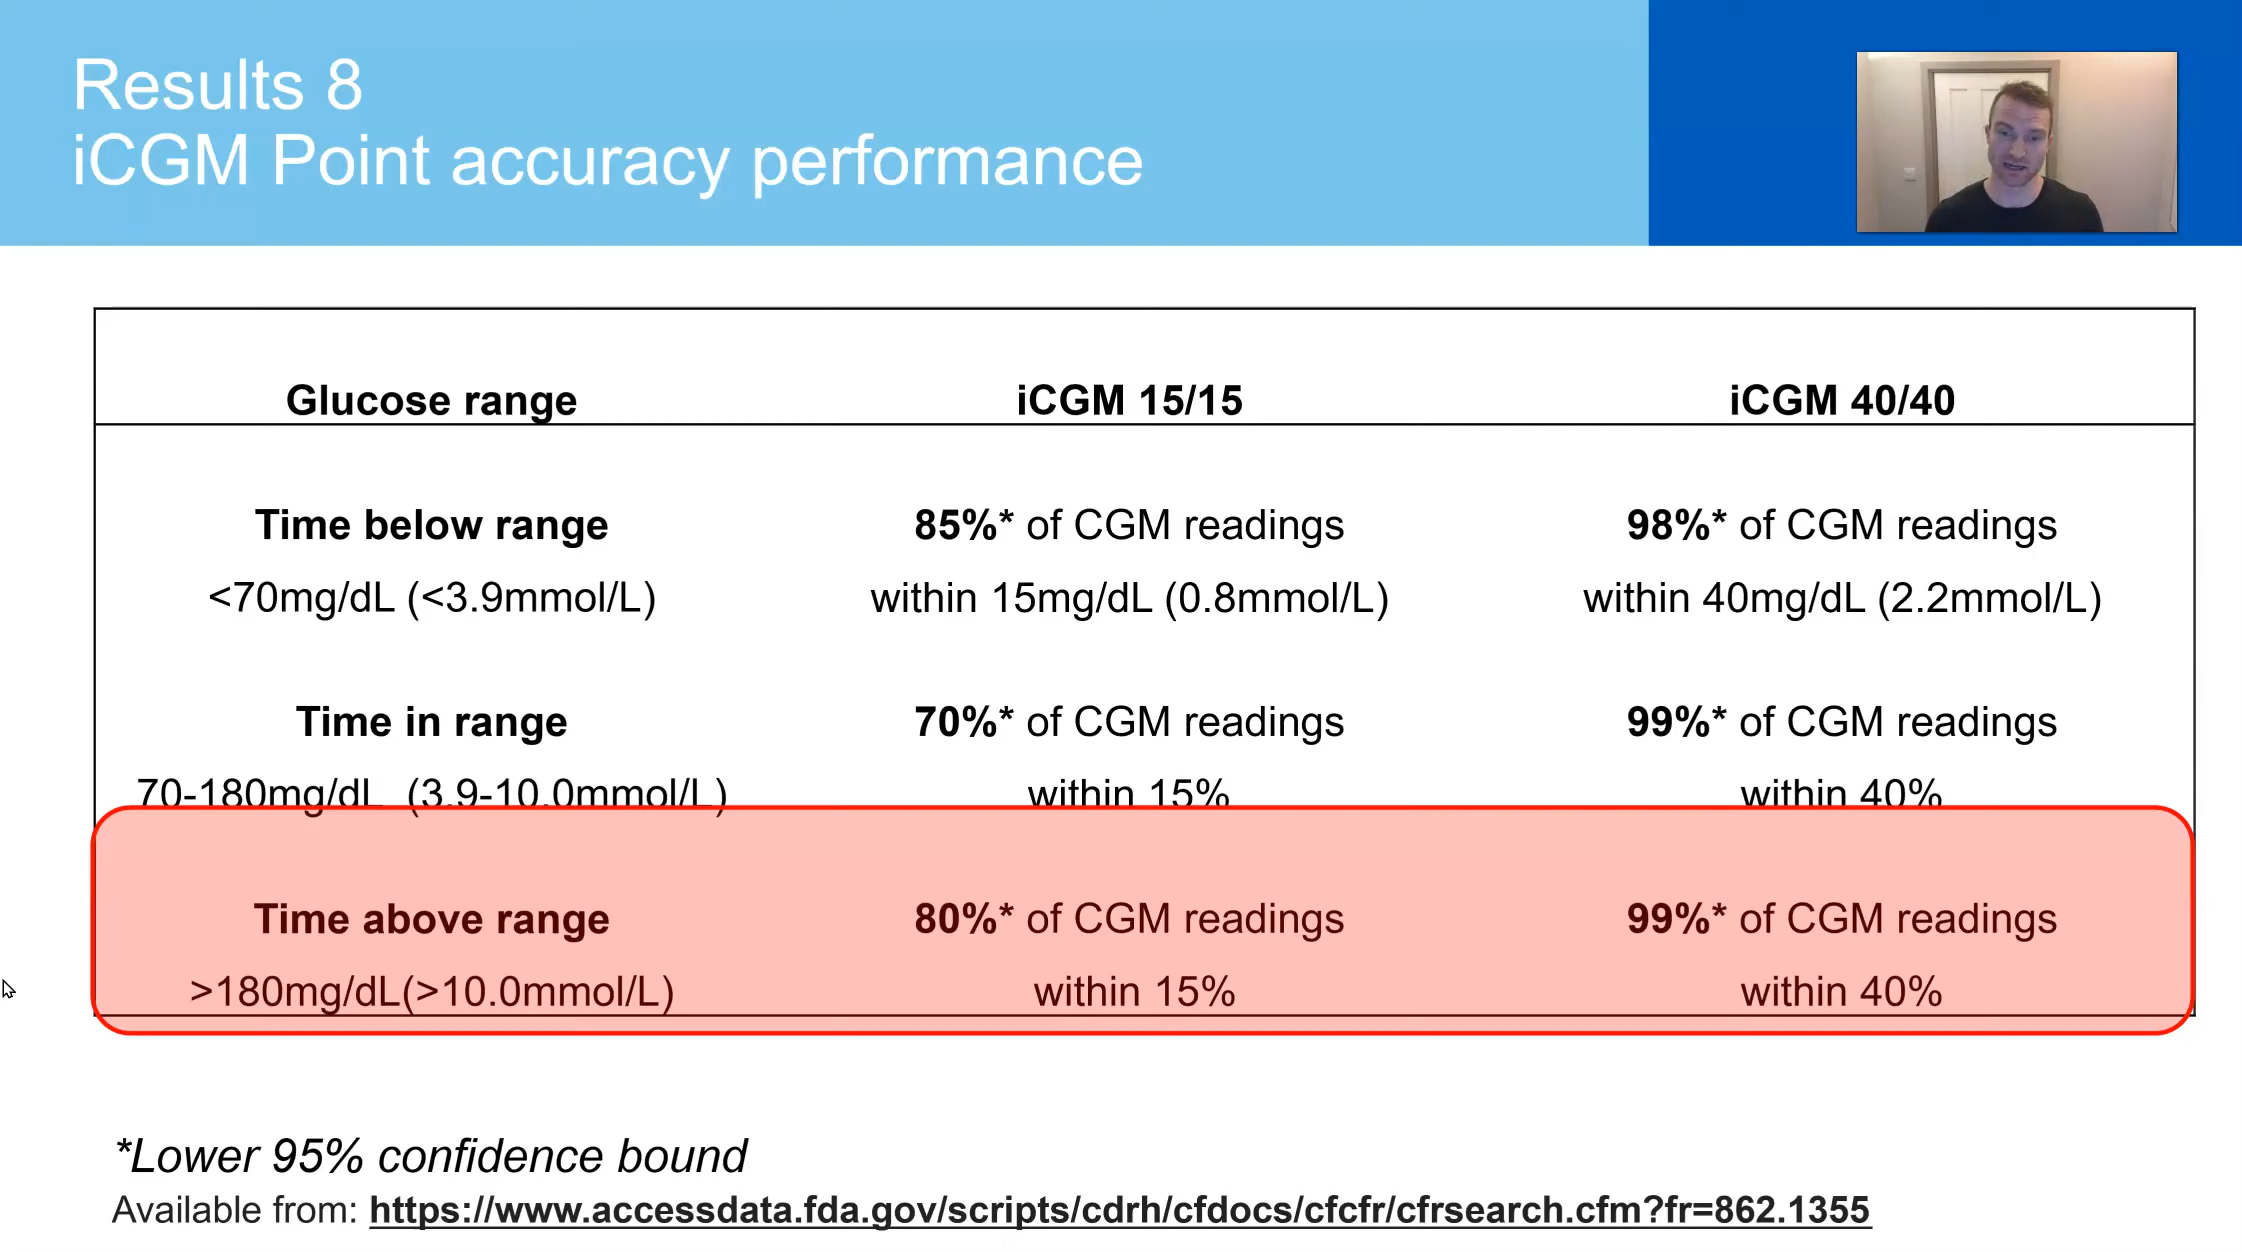 Results 8
iCGM Point accuracy performance
Glucose range
iCGM 15/15
iCGM 40/40
Time below range
85%* of CGM readings
98%* of CGM readings
<70mg/dL (<3.9mmol/L)
within 15mg/dL (0.8mmol/L)
within 40mg/dL (2.2mmol/L)
Time in range
70%* of CGM readings
99%* of CGM readings
70-180mg/dL (3.9-10.0mmol/L)
within 15%
within 40%
Time above range
80%* of CGM readings
99%* of CGM readings
>180mg/dL(>10.0mmol/L)
within 15%
within 40%
*Lower 95% confidence bound
Available from: https://www.accessdata.fda.gov/scripts/cdrh/cfdocs/cfcfr/cfrsearch.cfm?fr=862.1355